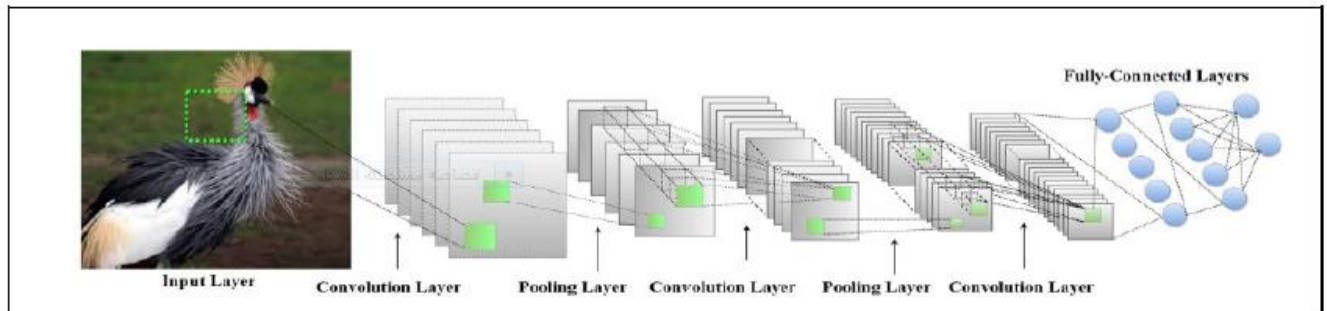 Fully-Connected Layers
Input Layer
Convolution Layer
Pooling Layer
Convolution Layer
Pooling Layer
Convolution Layer